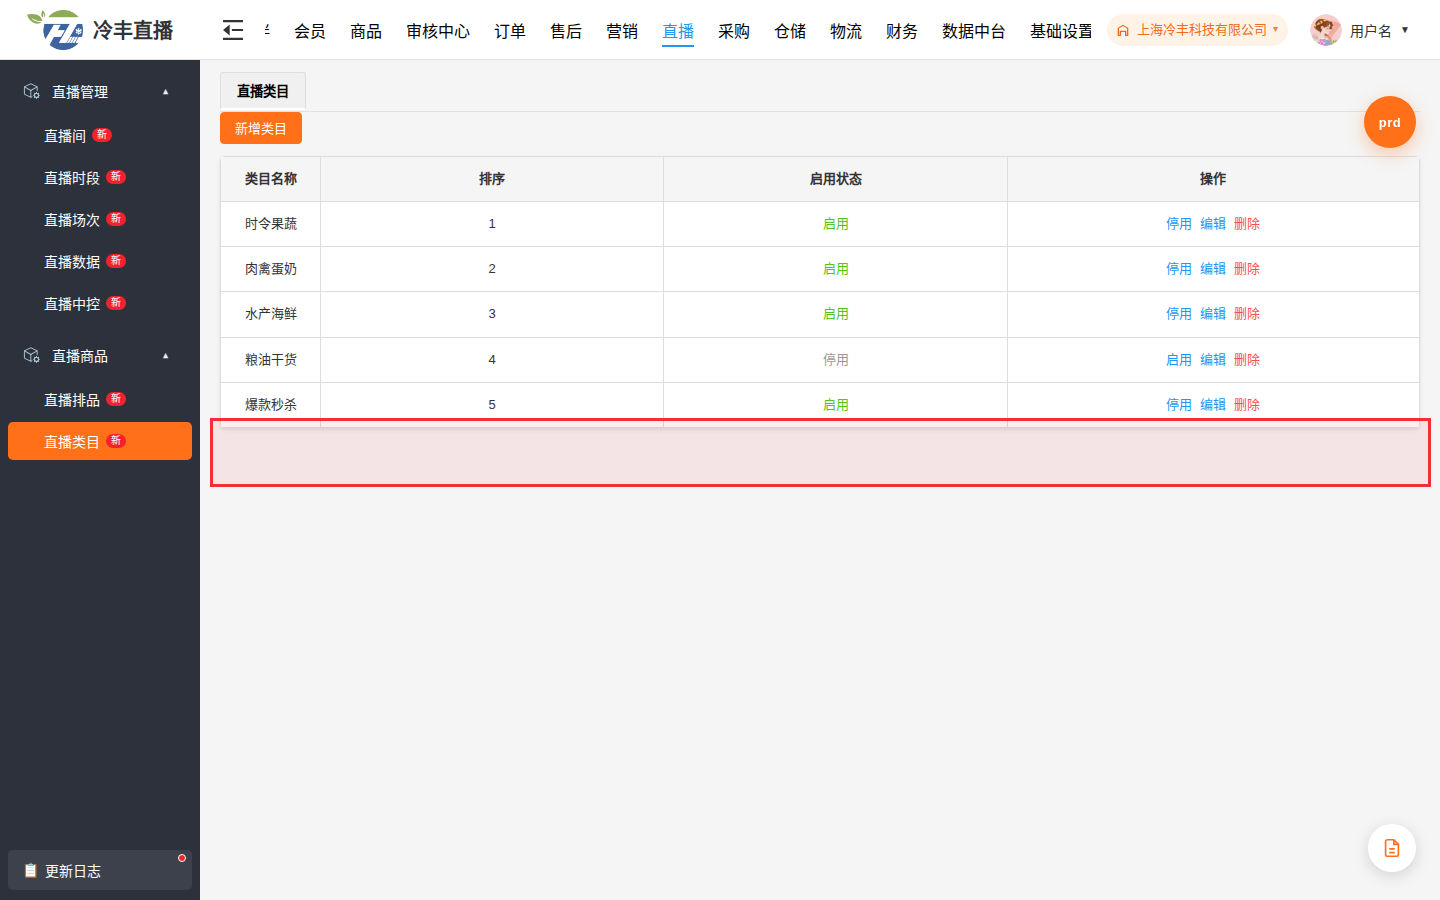 冷丰直播
会员 商品 审核中心 订单 售后 营销 直播 采购 仓储 物流 财务 数据中台 基础设置
上海冷丰科技有限公司 ▾
用户名 ▼
直播管理 ▲
直播间 新
直播时段 新
直播场次 新
直播数据 新
直播中控 新
直播商品 ▲
直播排品 新
直播类目 新
更新日志
直播类目
新增类目
prd
类目名称 排序 启用状态 操作
时令果蔬 1 启用 停用 编辑 删除
肉禽蛋奶 2 启用 停用 编辑 删除
水产海鲜 3 启用 停用 编辑 删除
粮油干货 4 停用 启用 编辑 删除
爆款秒杀 5 启用 停用 编辑 删除